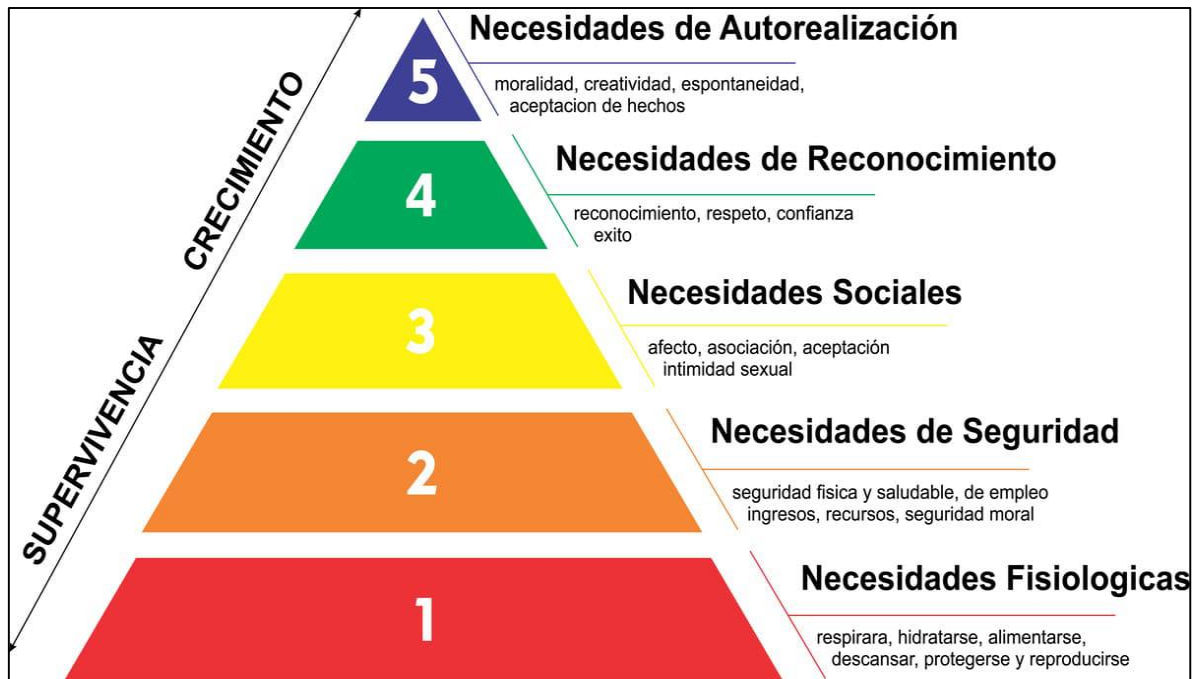 Necesidades de Autorealización
5
moralidad, creatividad, espontaneidad,
aceptacion de hechos
CRECIMIENTO
Necesidades de Reconocimiento
4
reconocimiento, respeto, confianza
exito
Necesidades Sociales
3
afecto, asociación, aceptación
intimidad sexual
SUPERVIVENCIA
Necesidades de Seguridad
2
seguridad fisica y saludable, de empleo
ingresos, recursos, seguridad moral
Necesidades Fisiologicas
1
respirara, hidratarse, alimentarse,
descansar, protegerse y reproducirse